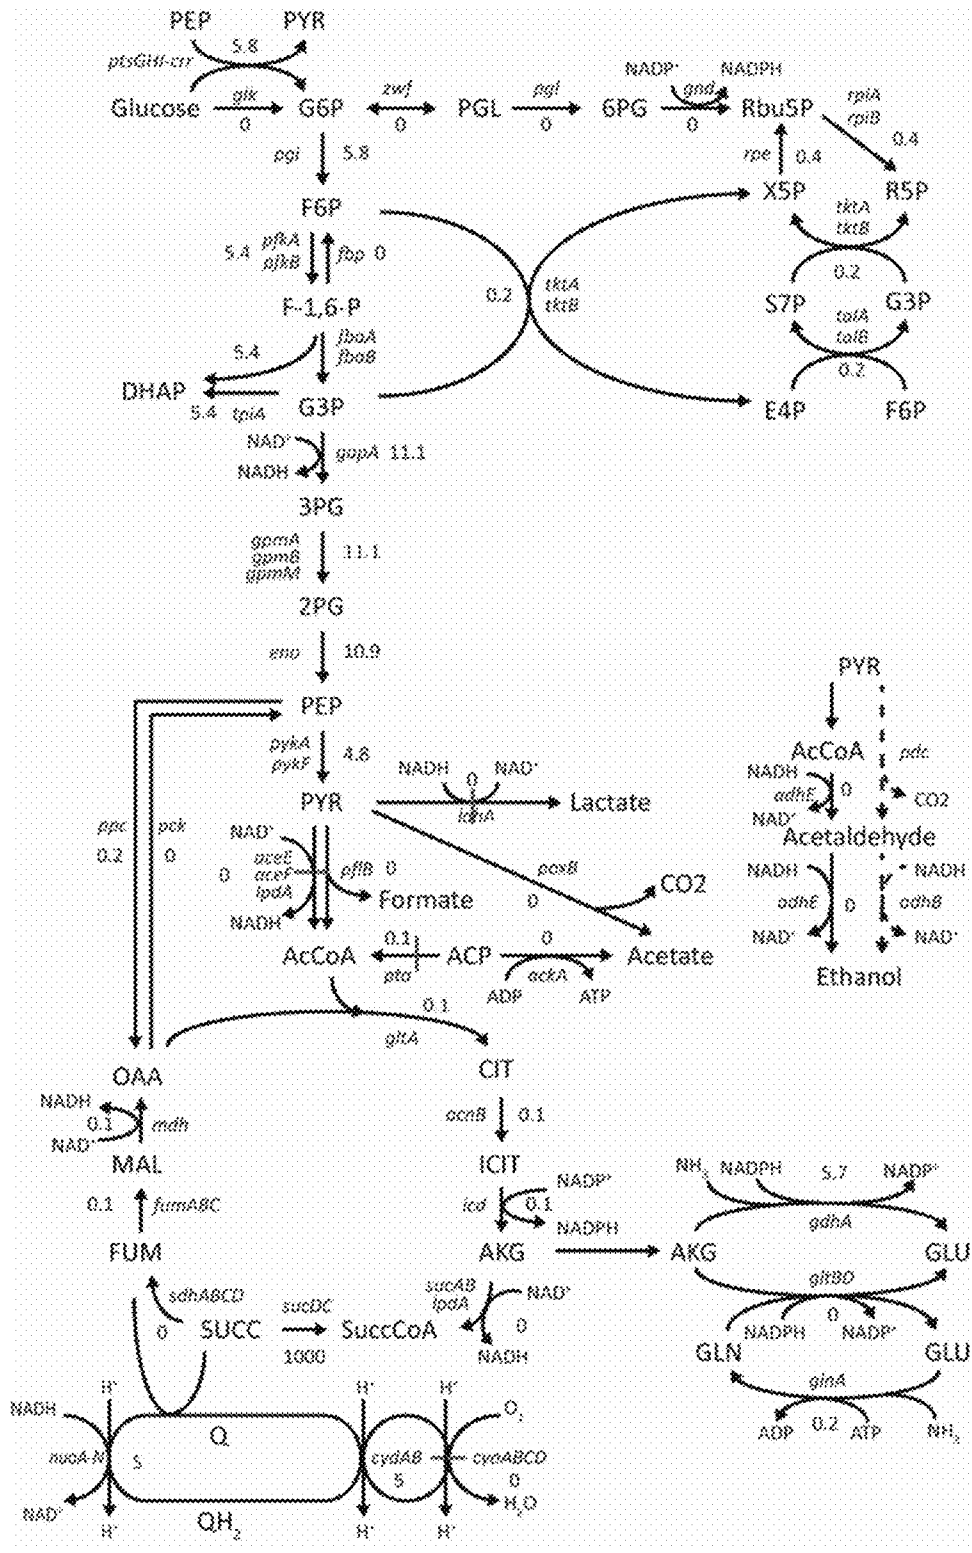 PEP PYR
5.8
ptsGHI-crr
Glucose glk G6P zwf PGL pgl 6PG gnd Rbu5P
NADP+ NADPH
0 0 0 0
rpiA
rpiB
0.4
pgi 5.8
rpe 0.4
F6P X5P R5P
tktA
tktB
0.2
5.4 pfkA
pfkB
fbp 0
F-1,6-P
0.2 tktA
tktB
S7P G3P
talA
talB
0.2
fbaA
fbaB
5.4
DHAP
5.4 tpiA
G3P E4P F6P
NAD+
NADH
gapA 11.1
3PG
gpmA
gpmB
gpmM
11.1
2PG
eno 10.9
PEP
pykA
pykF
4.8
PYR
NADH 0 NAD+
ldhA
Lactate
ppc
0.2
pck
0
NAD+
0 aceE
aceF
lpdA
NADH
pflB 0
Formate
poxB
0
CO2
AcCoA 0.1
pta
ACP 0
ackA
Acetate
ADP ATP
PYR
AcCoA pdc
NADH
adhE 0
NAD+
CO2
Acetaldehyde
NADH NADH
adhE 0 adhB
NAD+ NAD+
Ethanol
0.1
gltA
OAA CIT
NADH
0.1 mdh
NAD+
acnB 0.1
MAL ICIT
0.1 fumABC
icd NADP+
0.1
NADPH
FUM AKG AKG GLU
NH3 NADPH 5.7 NADP+
gdhA
gltBD
NADPH 0 NADP+
GLN GLU
glnA
ADP 0.2 ATP NH3
sdhABCD
0
SUCC sucDC SuccCoA
1000
sucAB
lpdA
NAD+
0
NADH
H+ H+ H+
NADH Q O2
nuoA-N 5 cydAB cyoABCD
5 0
NAD+ QH2 H2O
H+ H+ H+